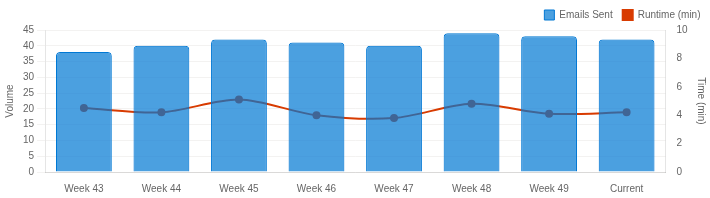 Emails Sent Runtime (min)
45 10
40
35 8
30
25 6
20
15 4
10
5 2
0 0
Volume
Time (min)
Week 43 Week 44 Week 45 Week 46 Week 47 Week 48 Week 49 Current